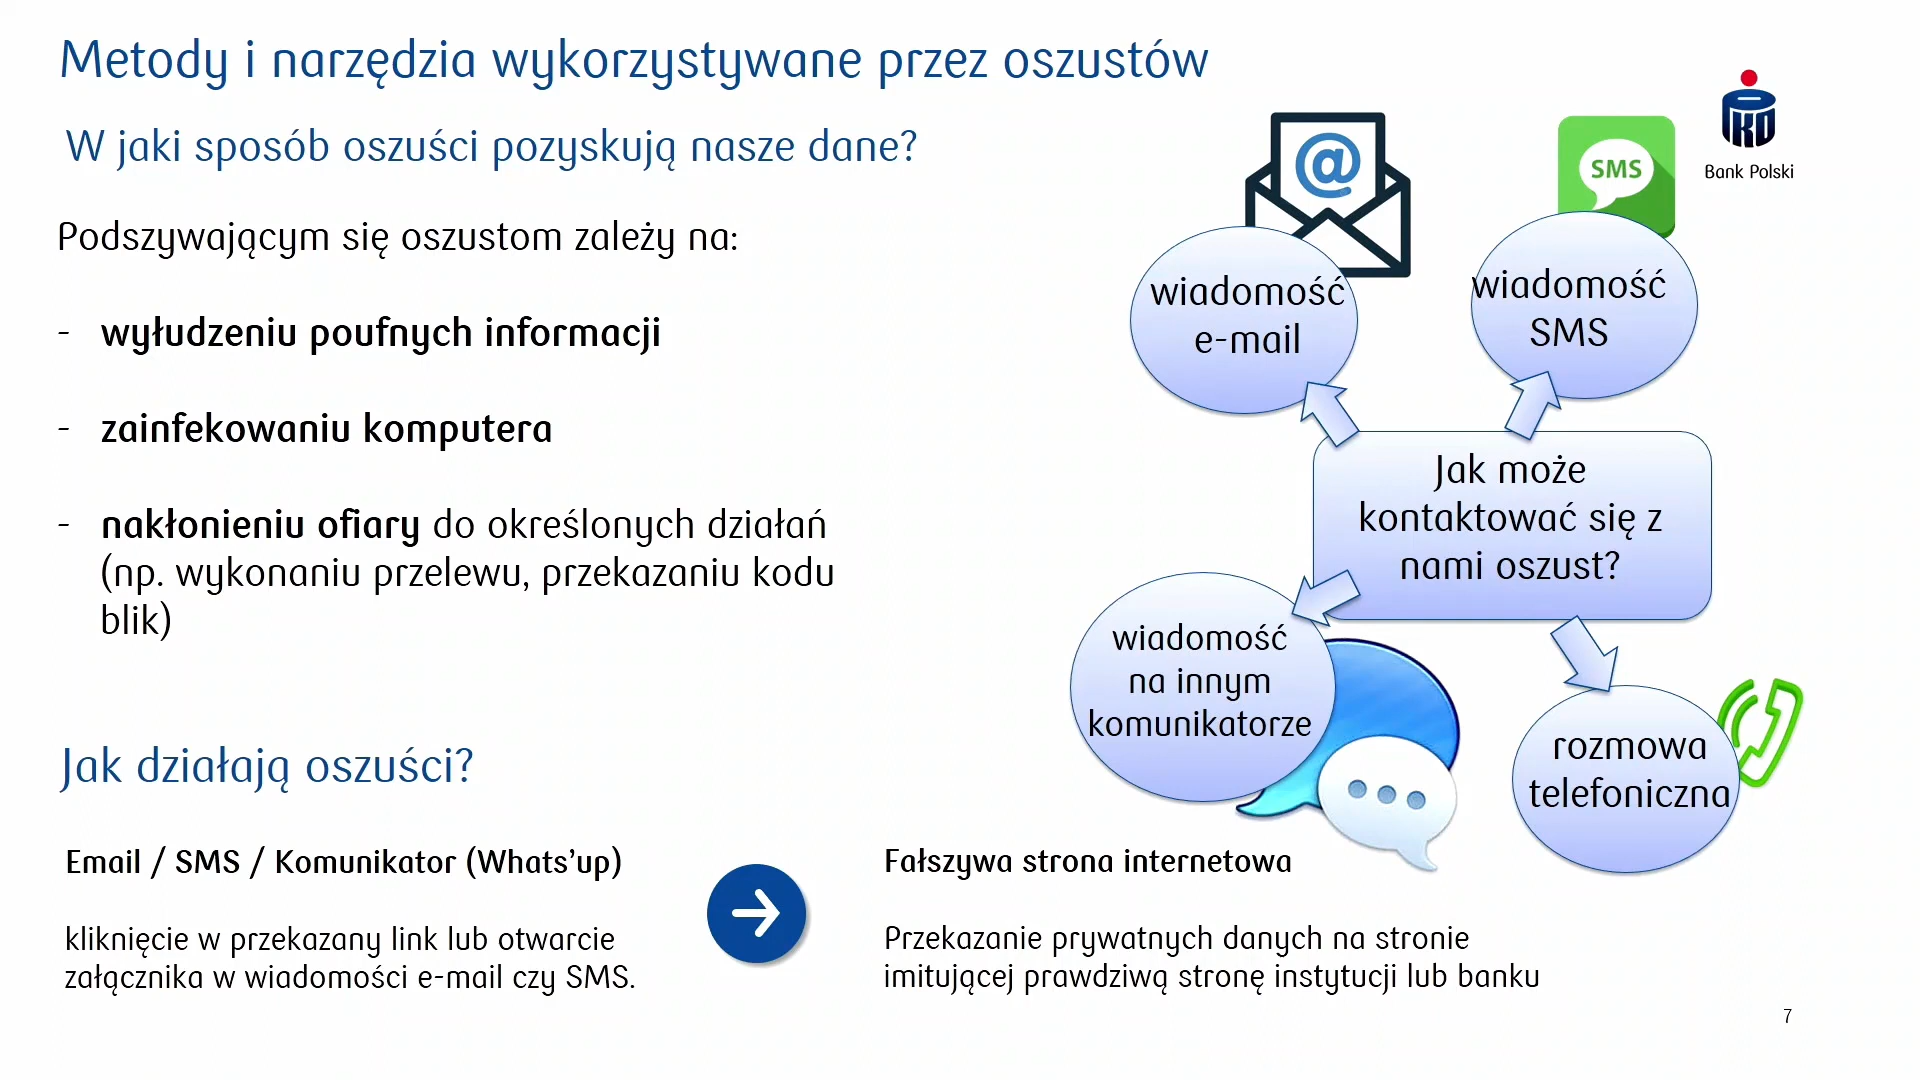 Metody i narzędzia wykorzystywane przez oszustów
W jaki sposób oszuści pozyskują nasze dane?
Podszywającym się oszustom zależy na:
- wyłudzeniu poufnych informacji
- zainfekowaniu komputera
- nakłonieniu ofiary do określonych działań
(np. wykonaniu przelewu, przekazaniu kodu
blik)
@
SMS
PKO
Bank Polski
wiadomość
e-mail
wiadomość
SMS
Jak może
kontaktować się z
nami oszust?
wiadomość
na innym
komunikatorze
rozmowa
telefoniczna
Jak działają oszuści?
Email / SMS / Komunikator (Whats’up)
kliknięcie w przekazany link lub otwarcie
załącznika w wiadomości e-mail czy SMS.
Fałszywa strona internetowa
Przekazanie prywatnych danych na stronie
imitującej prawdziwą stronę instytucji lub banku
7